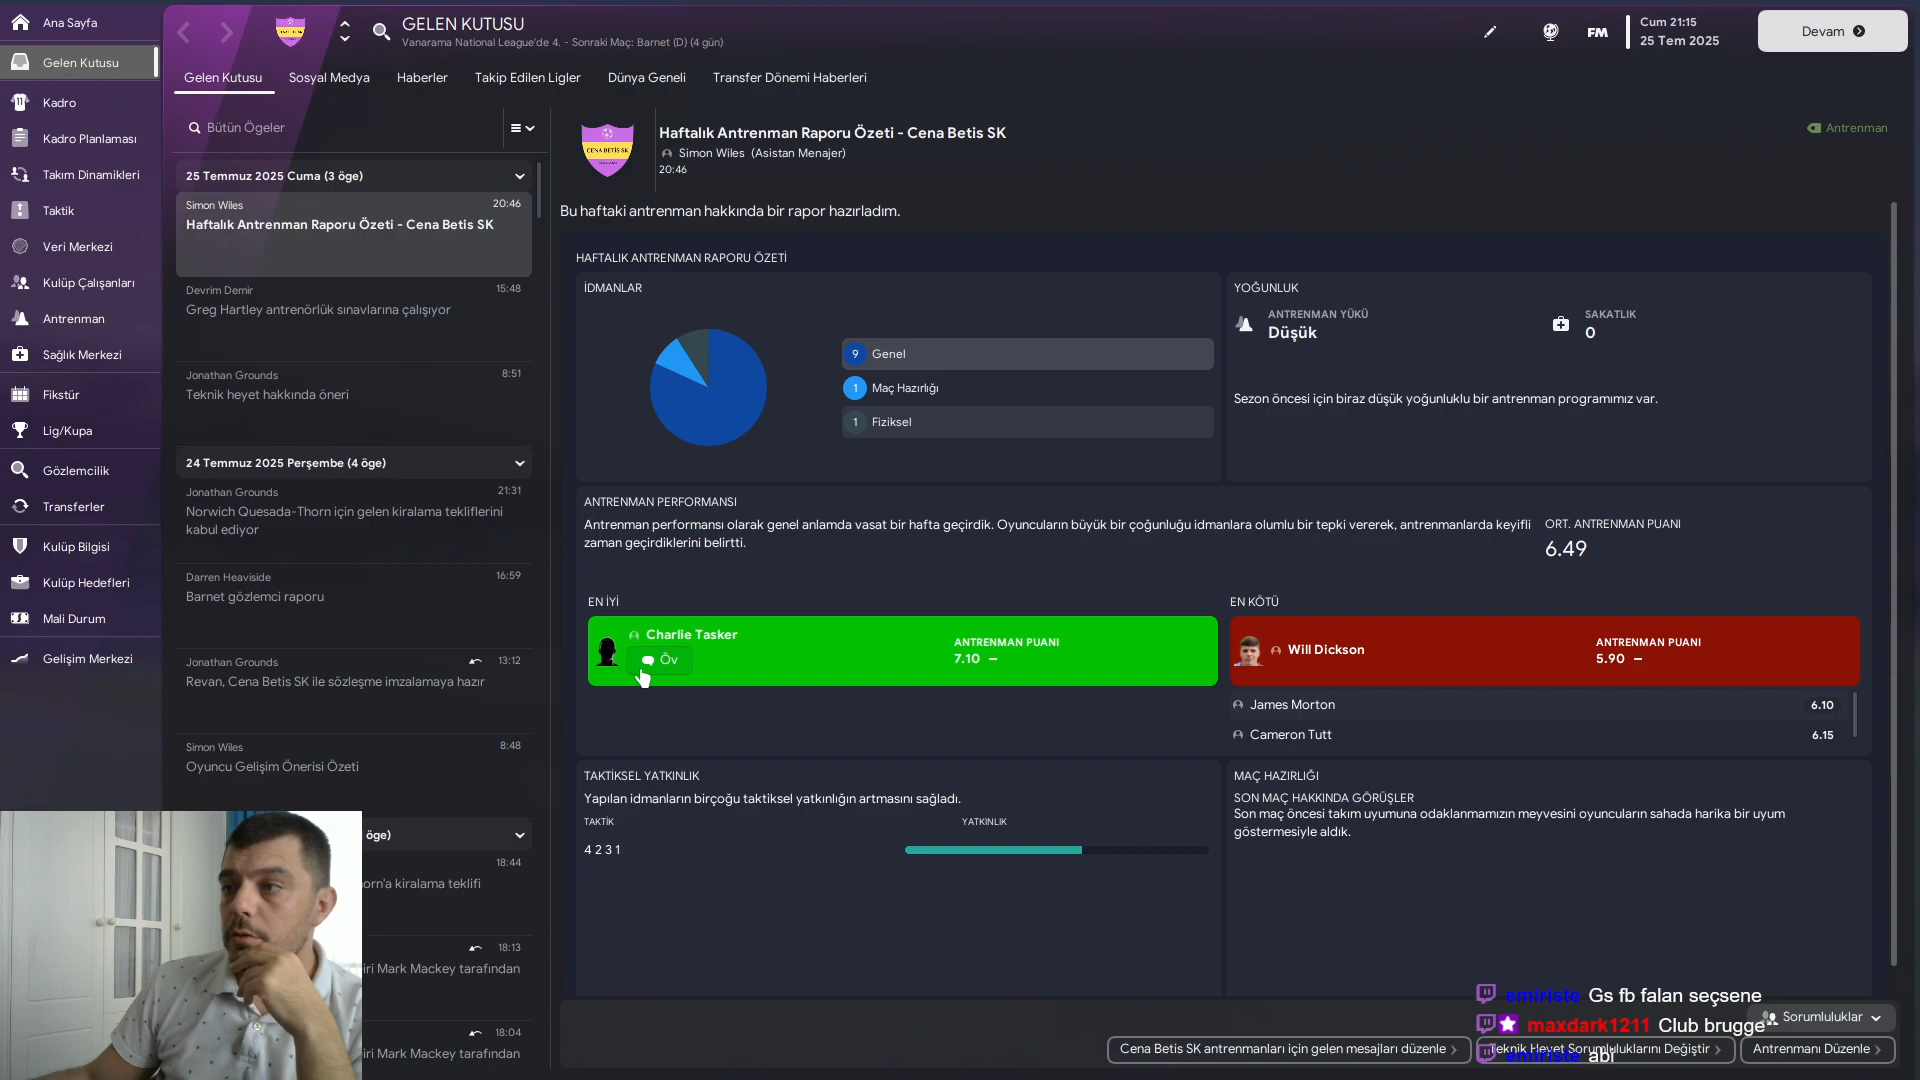 Ana Sayfa
Gelen Kutusu
Kadro
Kadro Planlaması
Takım Dinamikleri
Taktik
Veri Merkezi
Kulüp Çalışanları
Antrenman
Sağlık Merkezi
Fikstür
Lig/Kupa
Gözlemcilik
Transferler
Kulüp Bilgisi
Kulüp Hedefleri
Mali Durum
Gelişim Merkezi
GELEN KUTUSU
Vanarama National League'de 4. - Sonraki Maç: Barnet (D) (4 gün)
FM
Cum 21:15
25 Tem 2025
Devam
Gelen Kutusu
Sosyal Medya
Haberler
Takip Edilen Ligler
Dünya Geneli
Transfer Dönemi Haberleri
Bütün Ögeler
25 Temmuz 2025 Cuma (3 öge)
Simon Wiles 20:46
Haftalık Antrenman Raporu Özeti - Cena Betis SK
Devrim Demir 15:48
Greg Hartley antrenörlük sınavlarına çalışıyor
Jonathan Grounds 8:51
Teknik heyet hakkında öneri
24 Temmuz 2025 Perşembe (4 öge)
Jonathan Grounds 21:31
Norwich Quesada-Thorn için gelen kiralama tekliflerini
kabul ediyor
Darren Heaviside 16:59
Barnet gözlemci raporu
Jonathan Grounds 13:12
Revan, Cena Betis SK ile sözleşme imzalamaya hazır
Simon Wiles 8:48
Oyuncu Gelişim Önerisi Özeti
öge)
18:44
orn'a kiralama teklifi
18:13
iri Mark Mackey tarafından
18:04
iri Mark Mackey tarafından
CENA BETIS SK
Haftalık Antrenman Raporu Özeti - Cena Betis SK
Simon Wiles (Asistan Menajer)
20:46
Antrenman
Bu haftaki antrenman hakkında bir rapor hazırladım.
HAFTALIK ANTRENMAN RAPORU ÖZETİ
İDMANLAR
9 Genel
1 Maç Hazırlığı
1 Fiziksel
YOĞUNLUK
ANTRENMAN YÜKÜ
Düşük
SAKATLIK
0
Sezon öncesi için biraz düşük yoğunluklu bir antrenman programımız var.
ANTRENMAN PERFORMANSI
Antrenman performansı olarak genel anlamda vasat bir hafta geçirdik. Oyuncuların büyük bir çoğunluğu idmanlara olumlu bir tepki vererek, antrenmanlarda keyifli
zaman geçirdiklerini belirtti.
ORT. ANTRENMAN PUANI
6.49
EN İYİ
Charlie Tasker
Öv
ANTRENMAN PUANI
7.10 –
EN KÖTÜ
Will Dickson
ANTRENMAN PUANI
5.90 –
James Morton 6.10
Cameron Tutt 6.15
TAKTİKSEL YATKINLIK
Yapılan idmanların birçoğu taktiksel yatkınlığın artmasını sağladı.
TAKTİK YATKINLIK
4 2 3 1
MAÇ HAZIRLIĞI
SON MAÇ HAKKINDA GÖRÜŞLER
Son maç öncesi takım uyumuna odaklanmamızın meyvesini oyuncuların sahada harika bir uyum
göstermesiyle aldık.
emiriste Gs fb falan seçsene
maxdark1211 Club brugge
emiriste abi
Sorumluluklar
Cena Betis SK antrenmanları için gelen mesajları düzenle
Teknik Heyet Sorumluluklarını Değiştir
Antrenmanı Düzenle